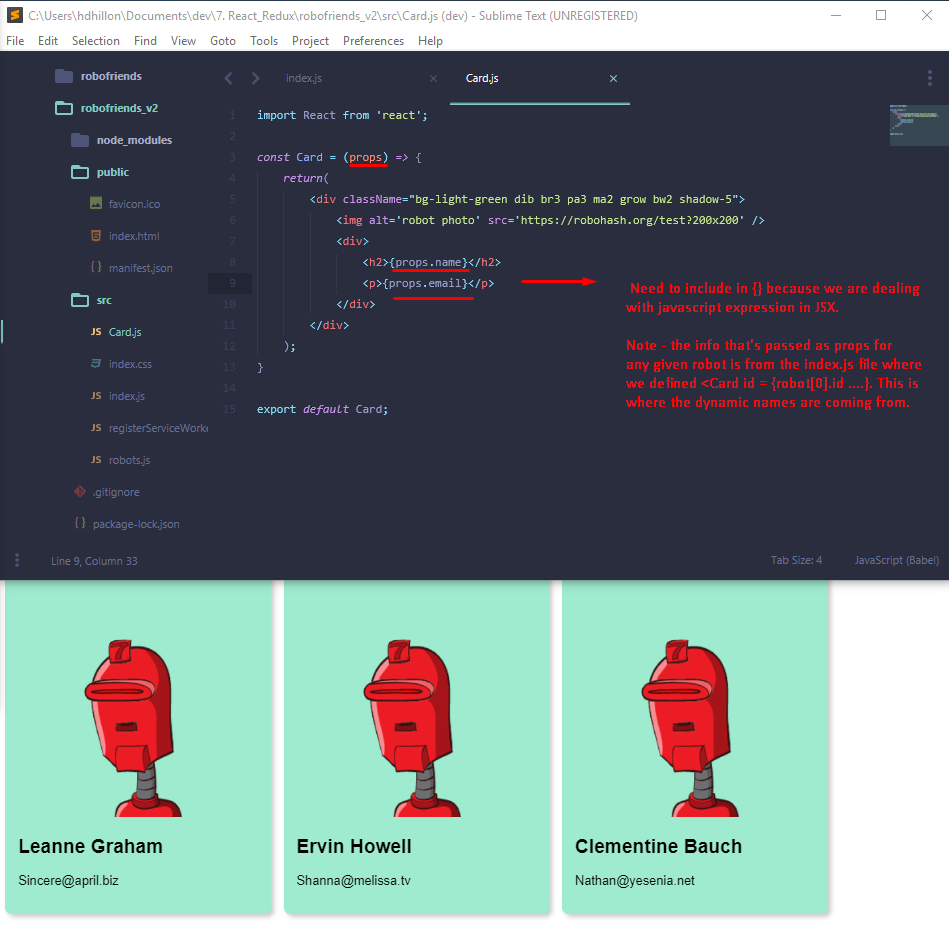 C:\Users\hdhillon\Documents\dev\7. React_Redux\robofriends_v2\src\Card.js (dev) - Sublime Text (UNREGISTERED)
File Edit Selection Find View Goto Tools Project Preferences Help
robofriends
robofriends_v2
node_modules
public
favicon.ico
index.html
{ } manifest.json
src
JS Card.js
index.css
JS index.js
JS registerServiceWork
JS robots.js
.gitignore
{ } package-lock.json
index.js × Card.js ×
1 import React from 'react';
2
3 const Card = (props) => {
4 return(
5 <div className="bg-light-green dib br3 pa3 ma2 grow bw2 shadow-5">
6 <img alt='robot photo' src='https://robohash.org/test?200x200' />
7 <div>
8 <h2>{props.name}</h2>
9 <p>{props.email}</p>
10 </div>
11 </div>
12 );
13 }
14
15 export default Card;
Need to include in {} because we are dealing
with javascript expression in JSX.
Note - the info that's passed as props for
any given robot is from the index.js file where
we defined <Card id = {robot[0].id ....}. This is
where the dynamic names are coming from.
Line 9, Column 33 Tab Size: 4 JavaScript (Babel)
Leanne Graham
Sincere@april.biz
Ervin Howell
Shanna@melissa.tv
Clementine Bauch
Nathan@yesenia.net